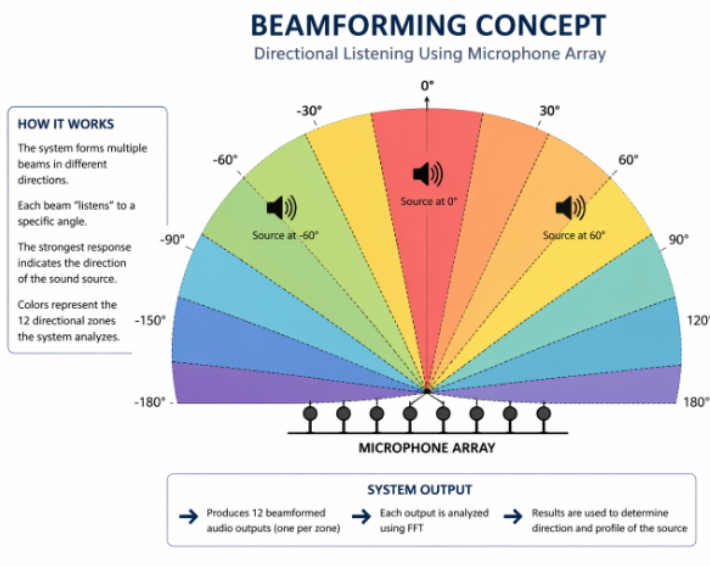 BEAMFORMING CONCEPT
Directional Listening Using Microphone Array
HOW IT WORKS
The system forms multiple
beams in different
directions.
Each beam “listens” to a
specific angle.
The strongest response
indicates the direction
of the sound source.
Colors represent the
12 directional zones
the system analyzes.
0°
-30°
30°
-60°
60°
-90°
90°
-150°
120°
-180°
180°
Source at -60°
Source at 0°
Source at 60°
MICROPHONE ARRAY
SYSTEM OUTPUT
Produces 12 beamformed
audio outputs (one per zone)
Each output is analyzed
using FFT
Results are used to determine
direction and profile of the source